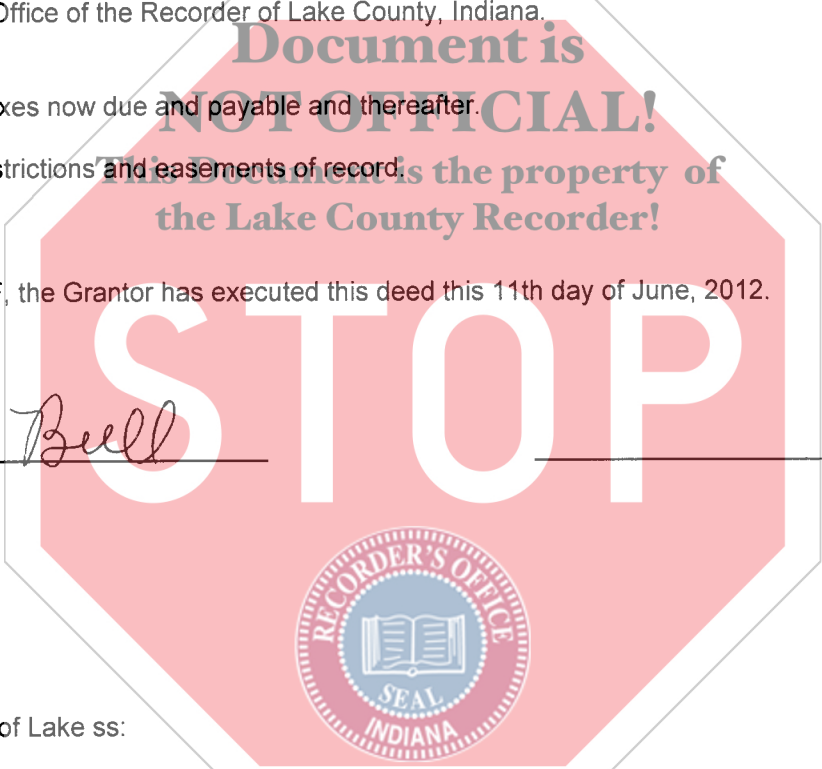 Office of the Recorder of Lake County, Indiana.
Document is
NOT OFFICIAL!
xes now due and payable and thereafter.
This Document is the property of
strictions and easements of record.
the Lake County Recorder!
, the Grantor has executed this deed this 11th day of June, 2012.
STOP
Bull
RECORDER'S OFFICE
SEAL
INDIANA
of Lake ss: